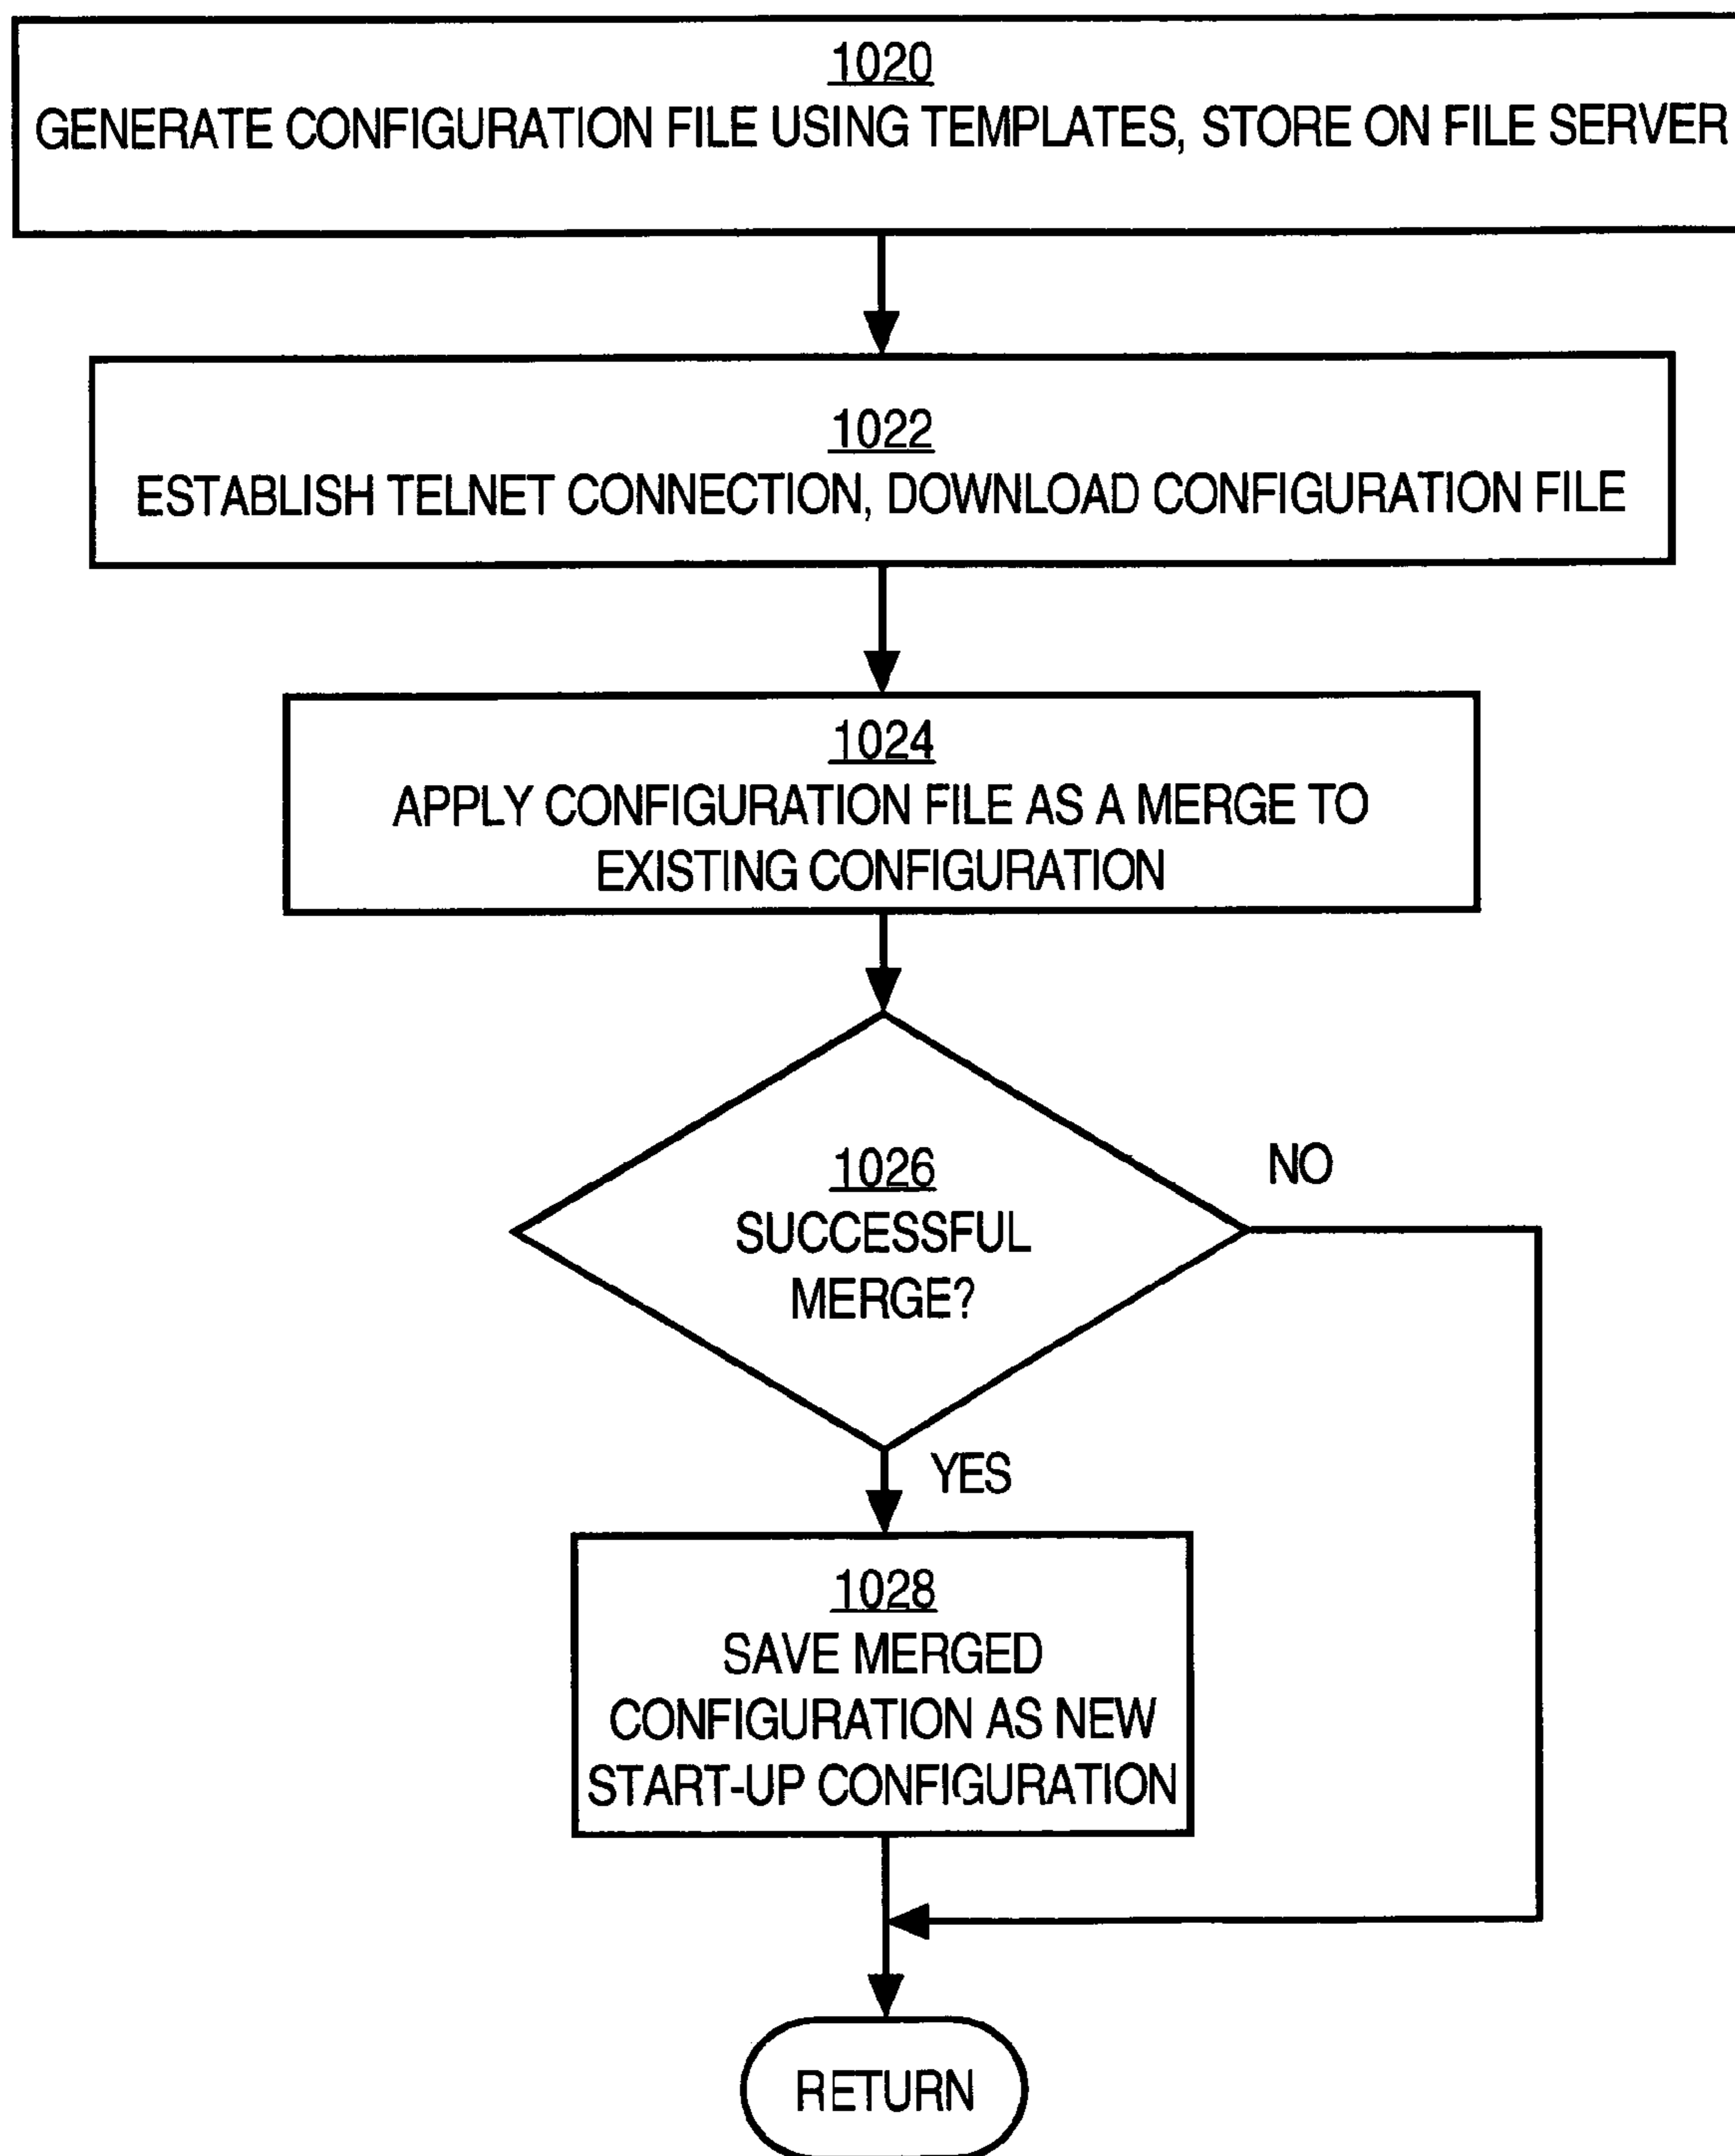 1020
GENERATE CONFIGURATION FILE USING TEMPLATES, STORE ON FILE SERVER
1022
ESTABLISH TELNET CONNECTION, DOWNLOAD CONFIGURATION FILE
1024
APPLY CONFIGURATION FILE AS A MERGE TO
EXISTING CONFIGURATION
1026
SUCCESSFUL
MERGE?
NO
YES
1028
SAVE MERGED
CONFIGURATION AS NEW
START-UP CONFIGURATION
RETURN